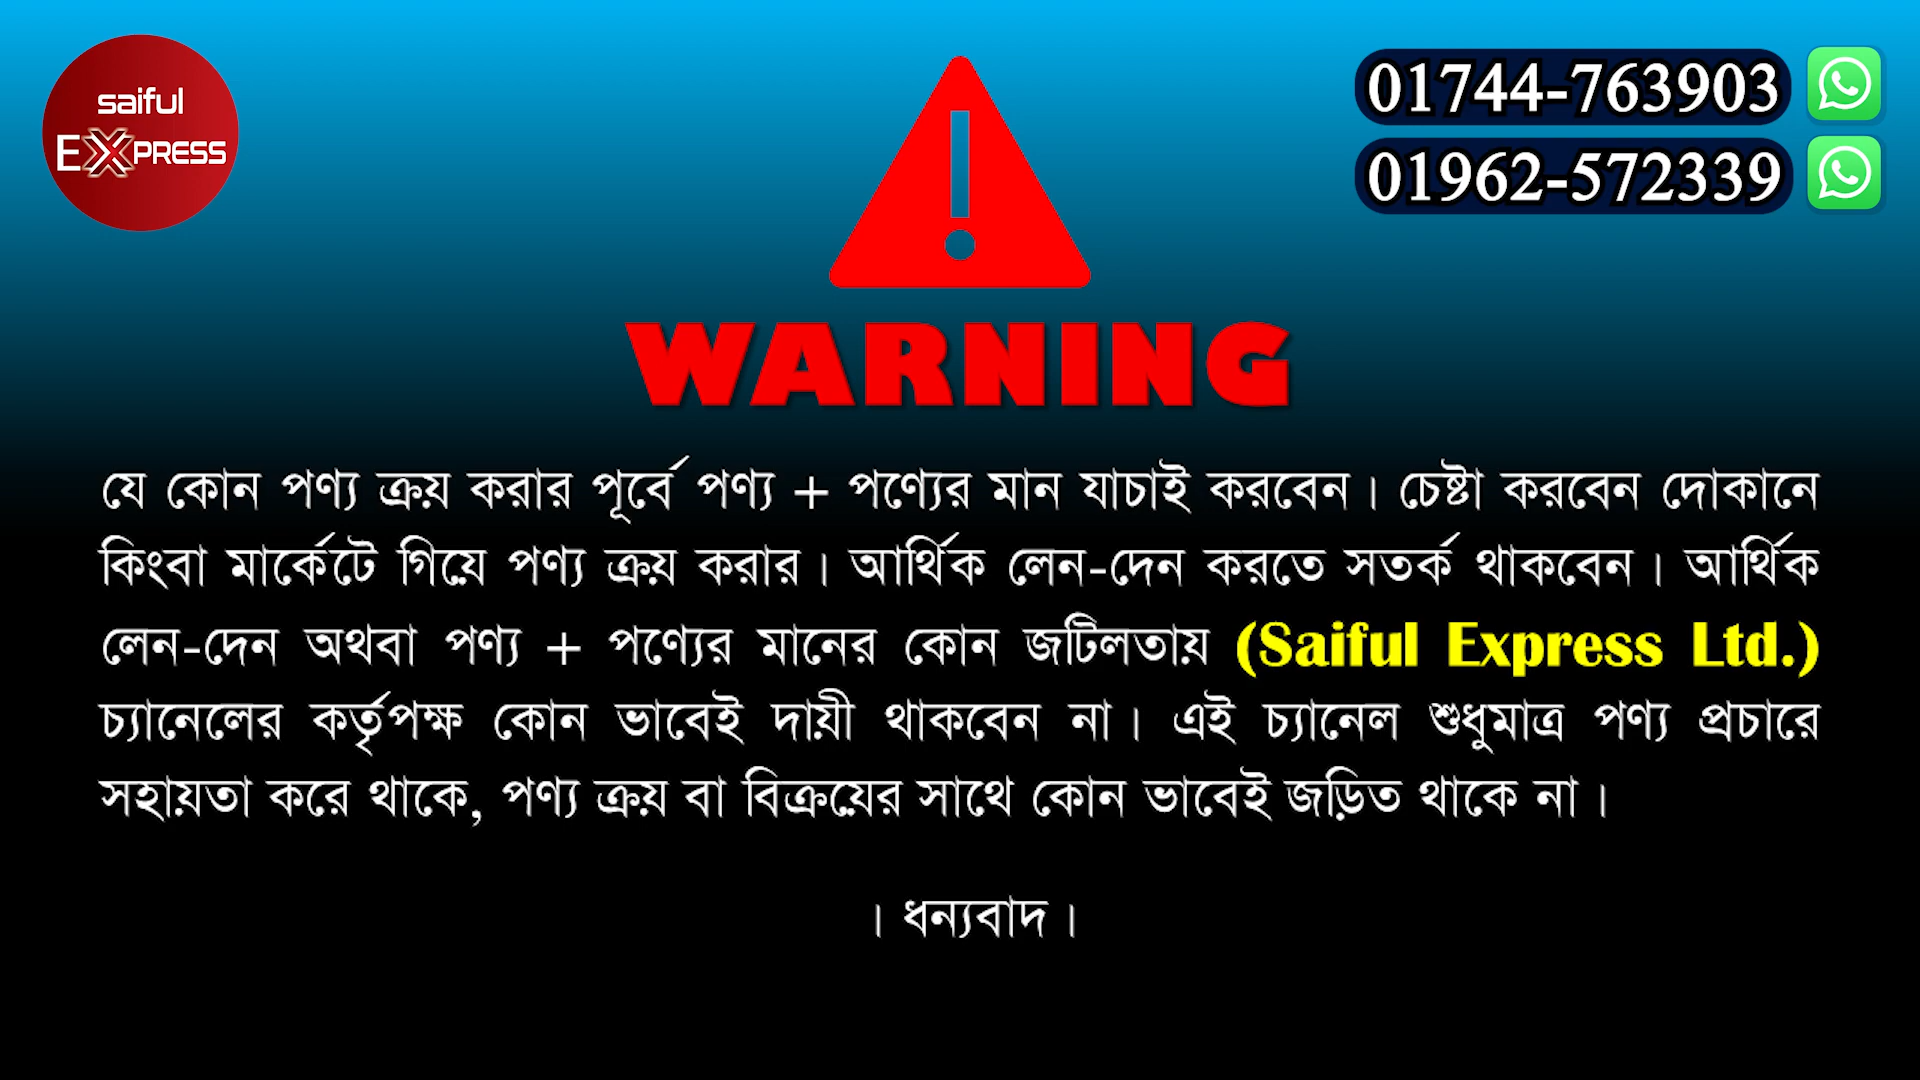 saiful
EXPRESS
01744-763903
01962-572339
WARNING
যে কোন পণ্য ক্রয় করার পূর্বে পণ্য + পণ্যের মান যাচাই করবেন। চেষ্টা করবেন দোকানে
কিংবা মার্কেটে গিয়ে পণ্য ক্রয় করার। আর্থিক লেন-দেন করতে সতর্ক থাকবেন। আর্থিক
লেন-দেন অথবা পণ্য + পণ্যের মানের কোন জটিলতায় (Saiful Express Ltd.)
চ্যানেলের কর্তৃপক্ষ কোন ভাবেই দায়ী থাকবেন না। এই চ্যানেল শুধুমাত্র পণ্য প্রচারে
সহায়তা করে থাকে, পণ্য ক্রয় বা বিক্রয়ের সাথে কোন ভাবেই জড়িত থাকে না।
। ধন্যবাদ।